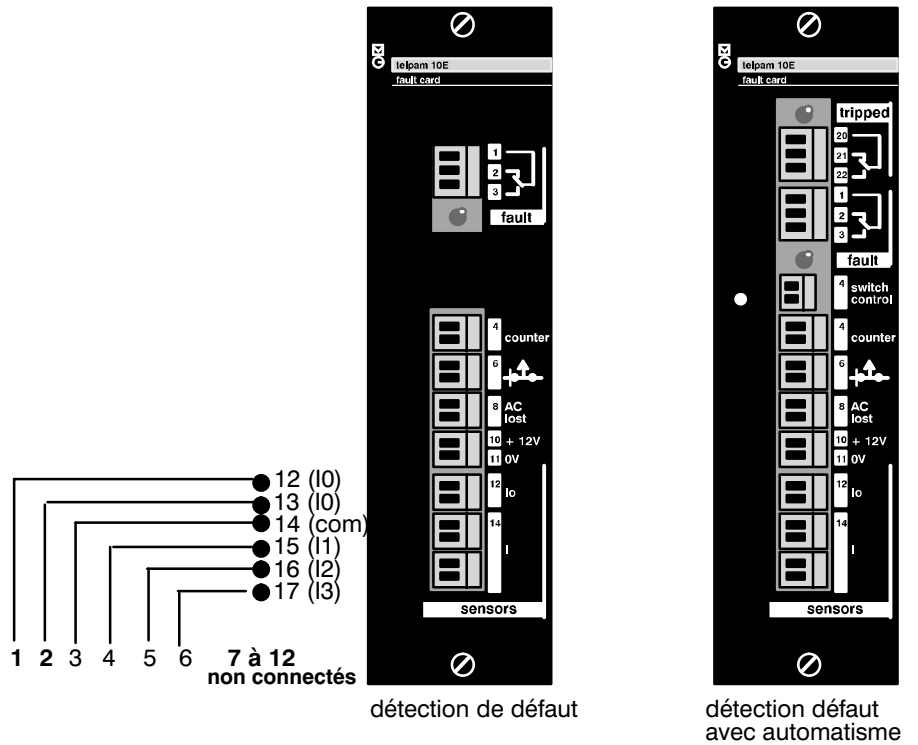 telpam 10E
fault card
1
2
3
fault
4
counter
6
8 AC
lost
10 + 12V
11 0V
12 Io
14
I
sensors
12 (I0)
13 (I0)
14 (com)
15 (I1)
16 (I2)
17 (I3)
1 2 3 4 5 6 7 à 12
non connectés
détection de défaut
telpam 10E
fault card
tripped
20
21
22
1
2
3
fault
4 switch
control
4
counter
6
8 AC
lost
10 + 12V
11 0V
12 Io
14
I
sensors
détection défaut
avec automatisme